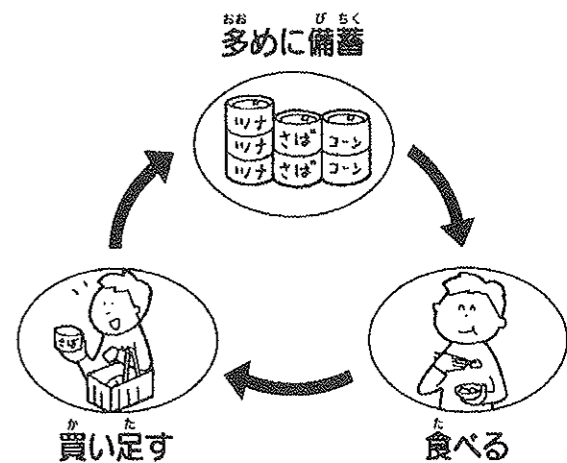 おお び ちく
多めに備蓄
ツナ さば コーン
ツナ さば コーン
ツナ
さば
か た
買い足す
た
食べる